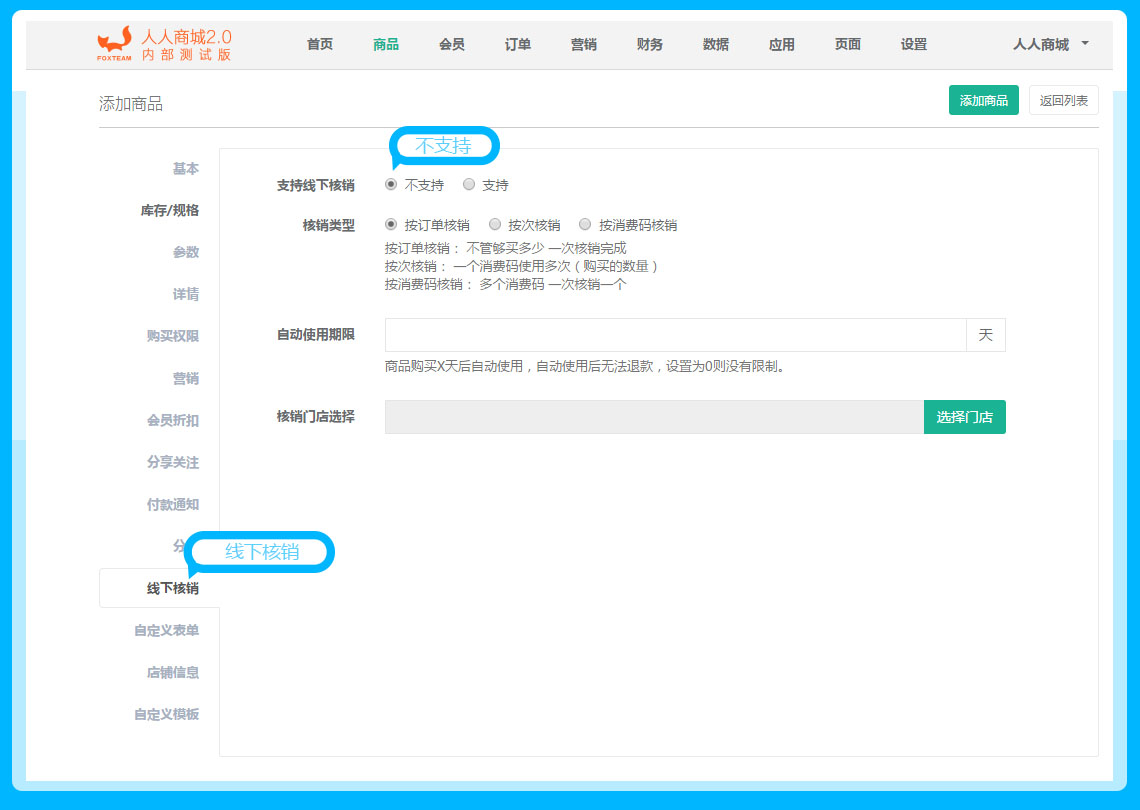 人人商城2.0
内部测试版
FOXTEAM
首页 商品 会员 订单 营销 财务 数据 应用 页面 设置 人人商城
添加商品 添加商品 返回列表
不支持
基本
库存/规格
参数
详情
购买权限
营销
会员折扣
分享关注
付款通知
分
线下核销
线下核销
自定义表单
店铺信息
自定义模板
支持线下核销 不支持 支持
核销类型 按订单核销 按次核销 按消费码核销
按订单核销： 不管够买多少 一次核销完成
按次核销： 一个消费码使用多次（购买的数量）
按消费码核销： 多个消费码 一次核销一个
自动使用期限 天
商品购买X天后自动使用，自动使用后无法退款，设置为0则没有限制。
核销门店选择 选择门店